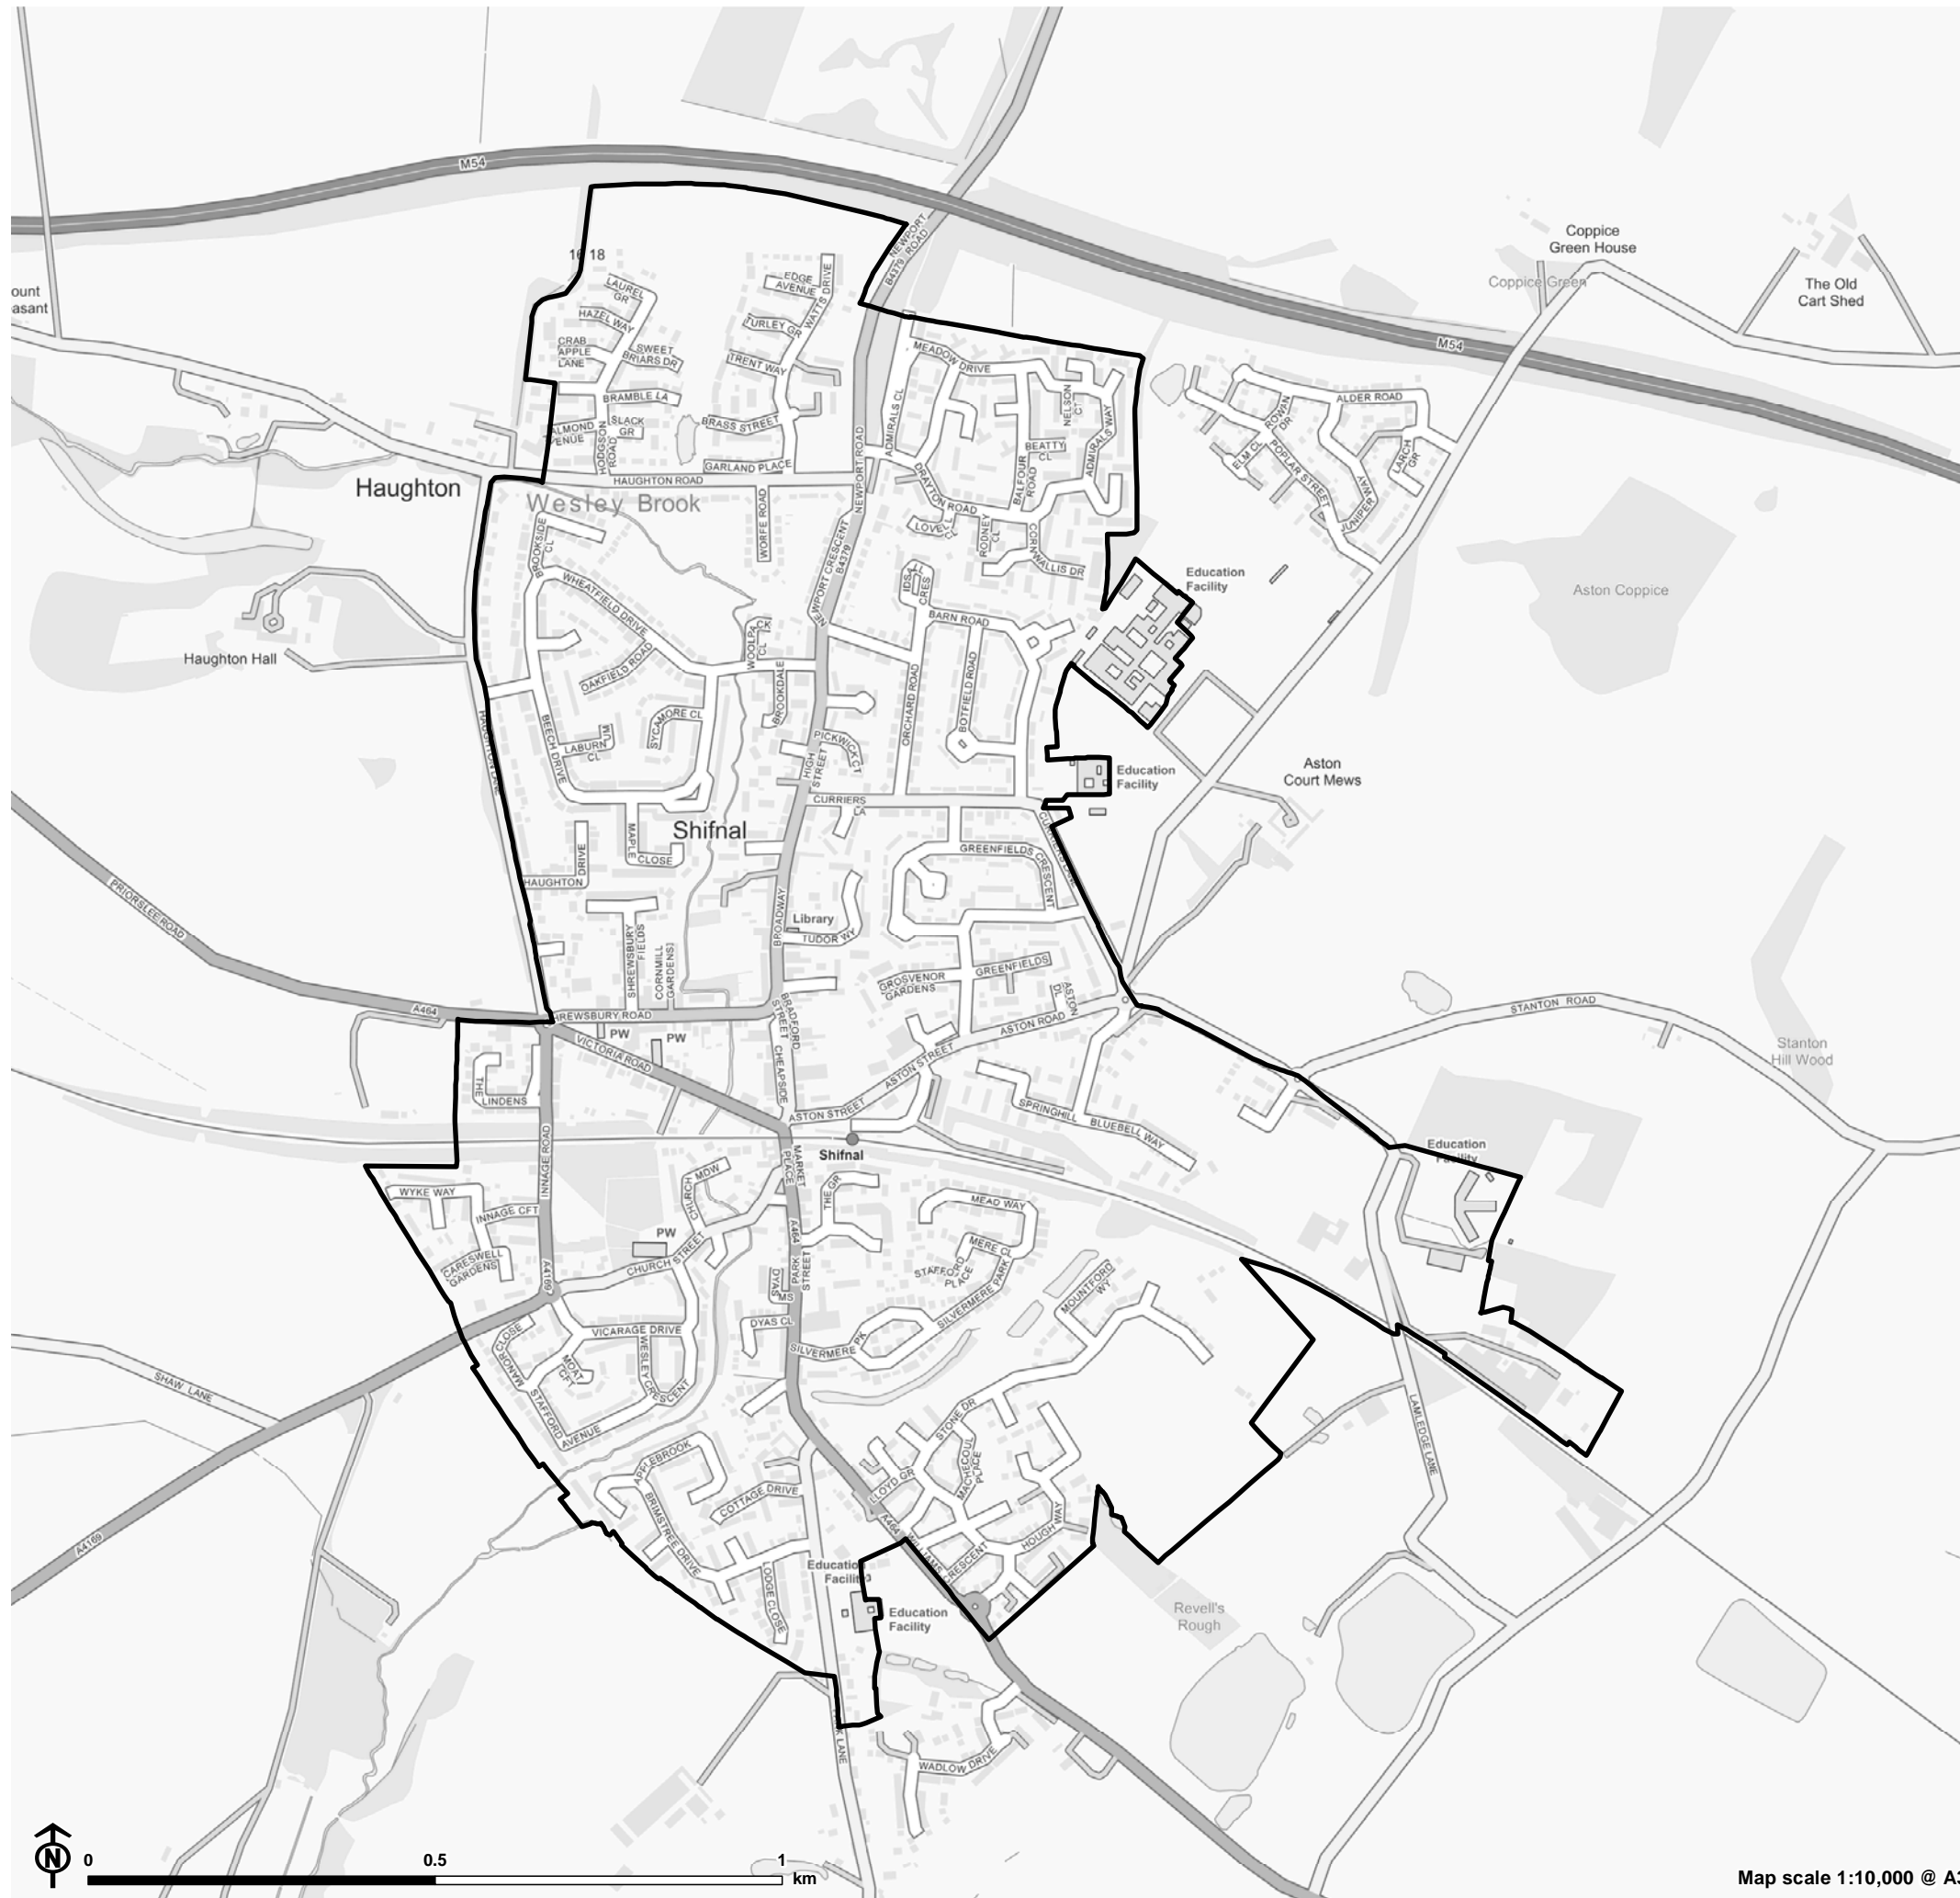 M54
NEWPORT
B4379 ROAD
Coppice
Green House
Coppice Green
The Old
Cart Shed
ount
asant
18
LAUREL
GR
EDGE
AVENUE
WATTS DRIVE
HAZEL WAY
TURLEY GR
CRAB
APPLE
LANE
SWEET
BRIARS DR
TRENT WAY
MEADOW DRIVE
M54
BRAMBLE LA
ADMIRALS CL
NELSON
CT
ADMIRALS WAY
ROWAN
DR
ALDER ROAD
SLACK
GR
HODGSON
ROAD
BRASS STREET
ALMOND
ENUE
GARLAND PLACE
NEWPORT ROAD
BEATTY
CL
BALFOUR
ROAD
ELM CL
POPLAR STREET
LARCH
GR
JUNIPER WAY
Haughton
HAUGHTON ROAD
DRAYTON ROAD
Wesley Brook
WORFE ROAD
LOVELL
CL
RODNEY
CL
CORNWALLIS DR
BROOKSIDE
CL
NEWPORT CRESCENT
B4379
WHEATFIELD DRIVE
IDSALL
CRES
Education
Facility
Aston Coppice
BARN ROAD
WOOLPACK
CL
Haughton Hall
OAKFIELD ROAD
BROOKDALE
ORCHARD ROAD
BOTFIELD ROAD
SYCAMORE CL
HAUGHTON LANE
BEECH DRIVE
LABURNUM
CL
PICKWICK CT
HIGH
STREET
Education
Facility
Aston
Court Mews
CURRIERS
LA
CURRIERS LANE
Shifnal
MAPLE
CLOSE
GREENFIELDS CRESCENT
HAUGHTON
DRIVE
PRIORSLEE ROAD
BROADWAY
Library
TUDOR WY
SHREWSBURY
FIELDS
CORNMILL
GARDENS
GROSVENOR
GARDENS
GREENFIELDS
ASTON
DL
A464
HREWSBURY ROAD
BRADFORD
STREET
ASTON ROAD
STANTON ROAD
PW
PW
VICTORIA ROAD
CHEAPSIDE
ASTON STREET
Stanton
Hill Wood
THE
LINDENS
ASTON STREET
SPRINGHILL
BLUEBELL WAY
INNAGE ROAD
MARKET
PLACE
Shifnal
Education
Facility
WYKE WAY
CHURCH
MDW
THE GR
MEAD WAY
INNAGE CFT
PW
A464
MERE CL
CHURCH STREET
CARESWELL
GARDENS
A4169
PARK
STREET
STAFFORD
PLACE
DYAS
MS
SILVERMERE PARK
MOUNTFORD
WY
DYAS CL
VICARAGE DRIVE
MANOR CLOSE
SILVERMERE PK
MOAT
CFT
WESLEY CRESCENT
SHAW LANE
STAFFORD
AVENUE
STONE DR
LAMLEDGE LANE
APPLEBROOK
MACHECOUL
PLACE
LLOYD GR
COTTAGE DRIVE
BRIMSTREE DRIVE
A464
HOUGH WAY
A4169
WILLIAMS
CRESCENT
Education
Facility
LODGE CLOSE
Education
Facility
Revell's
Rough
LANE
WADLOW DRIVE
N
0
0.5
1
km
Map scale 1:10,000 @ A3